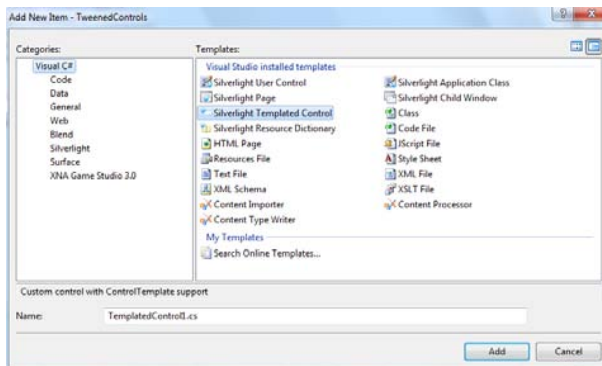 Add New Item - TweenedControls
Categories:
Templates:
Visual C#
Code
Data
General
Web
Blend
Silverlight
Surface
XNA Game Studio 3.0
Visual Studio installed templates
Silverlight User Control
Silverlight Application Class
Silverlight Page
Silverlight Child Window
Silverlight Templated Control
Class
Silverlight Resource Dictionary
Code File
HTML Page
JScript File
Resources File
Style Sheet
Text File
XML File
XML Schema
XSLT File
Content Importer
Content Processor
Content Type Writer
My Templates
Search Online Templates...
Custom control with ControlTemplate support
Name:
TemplatedControl1.cs
Add
Cancel